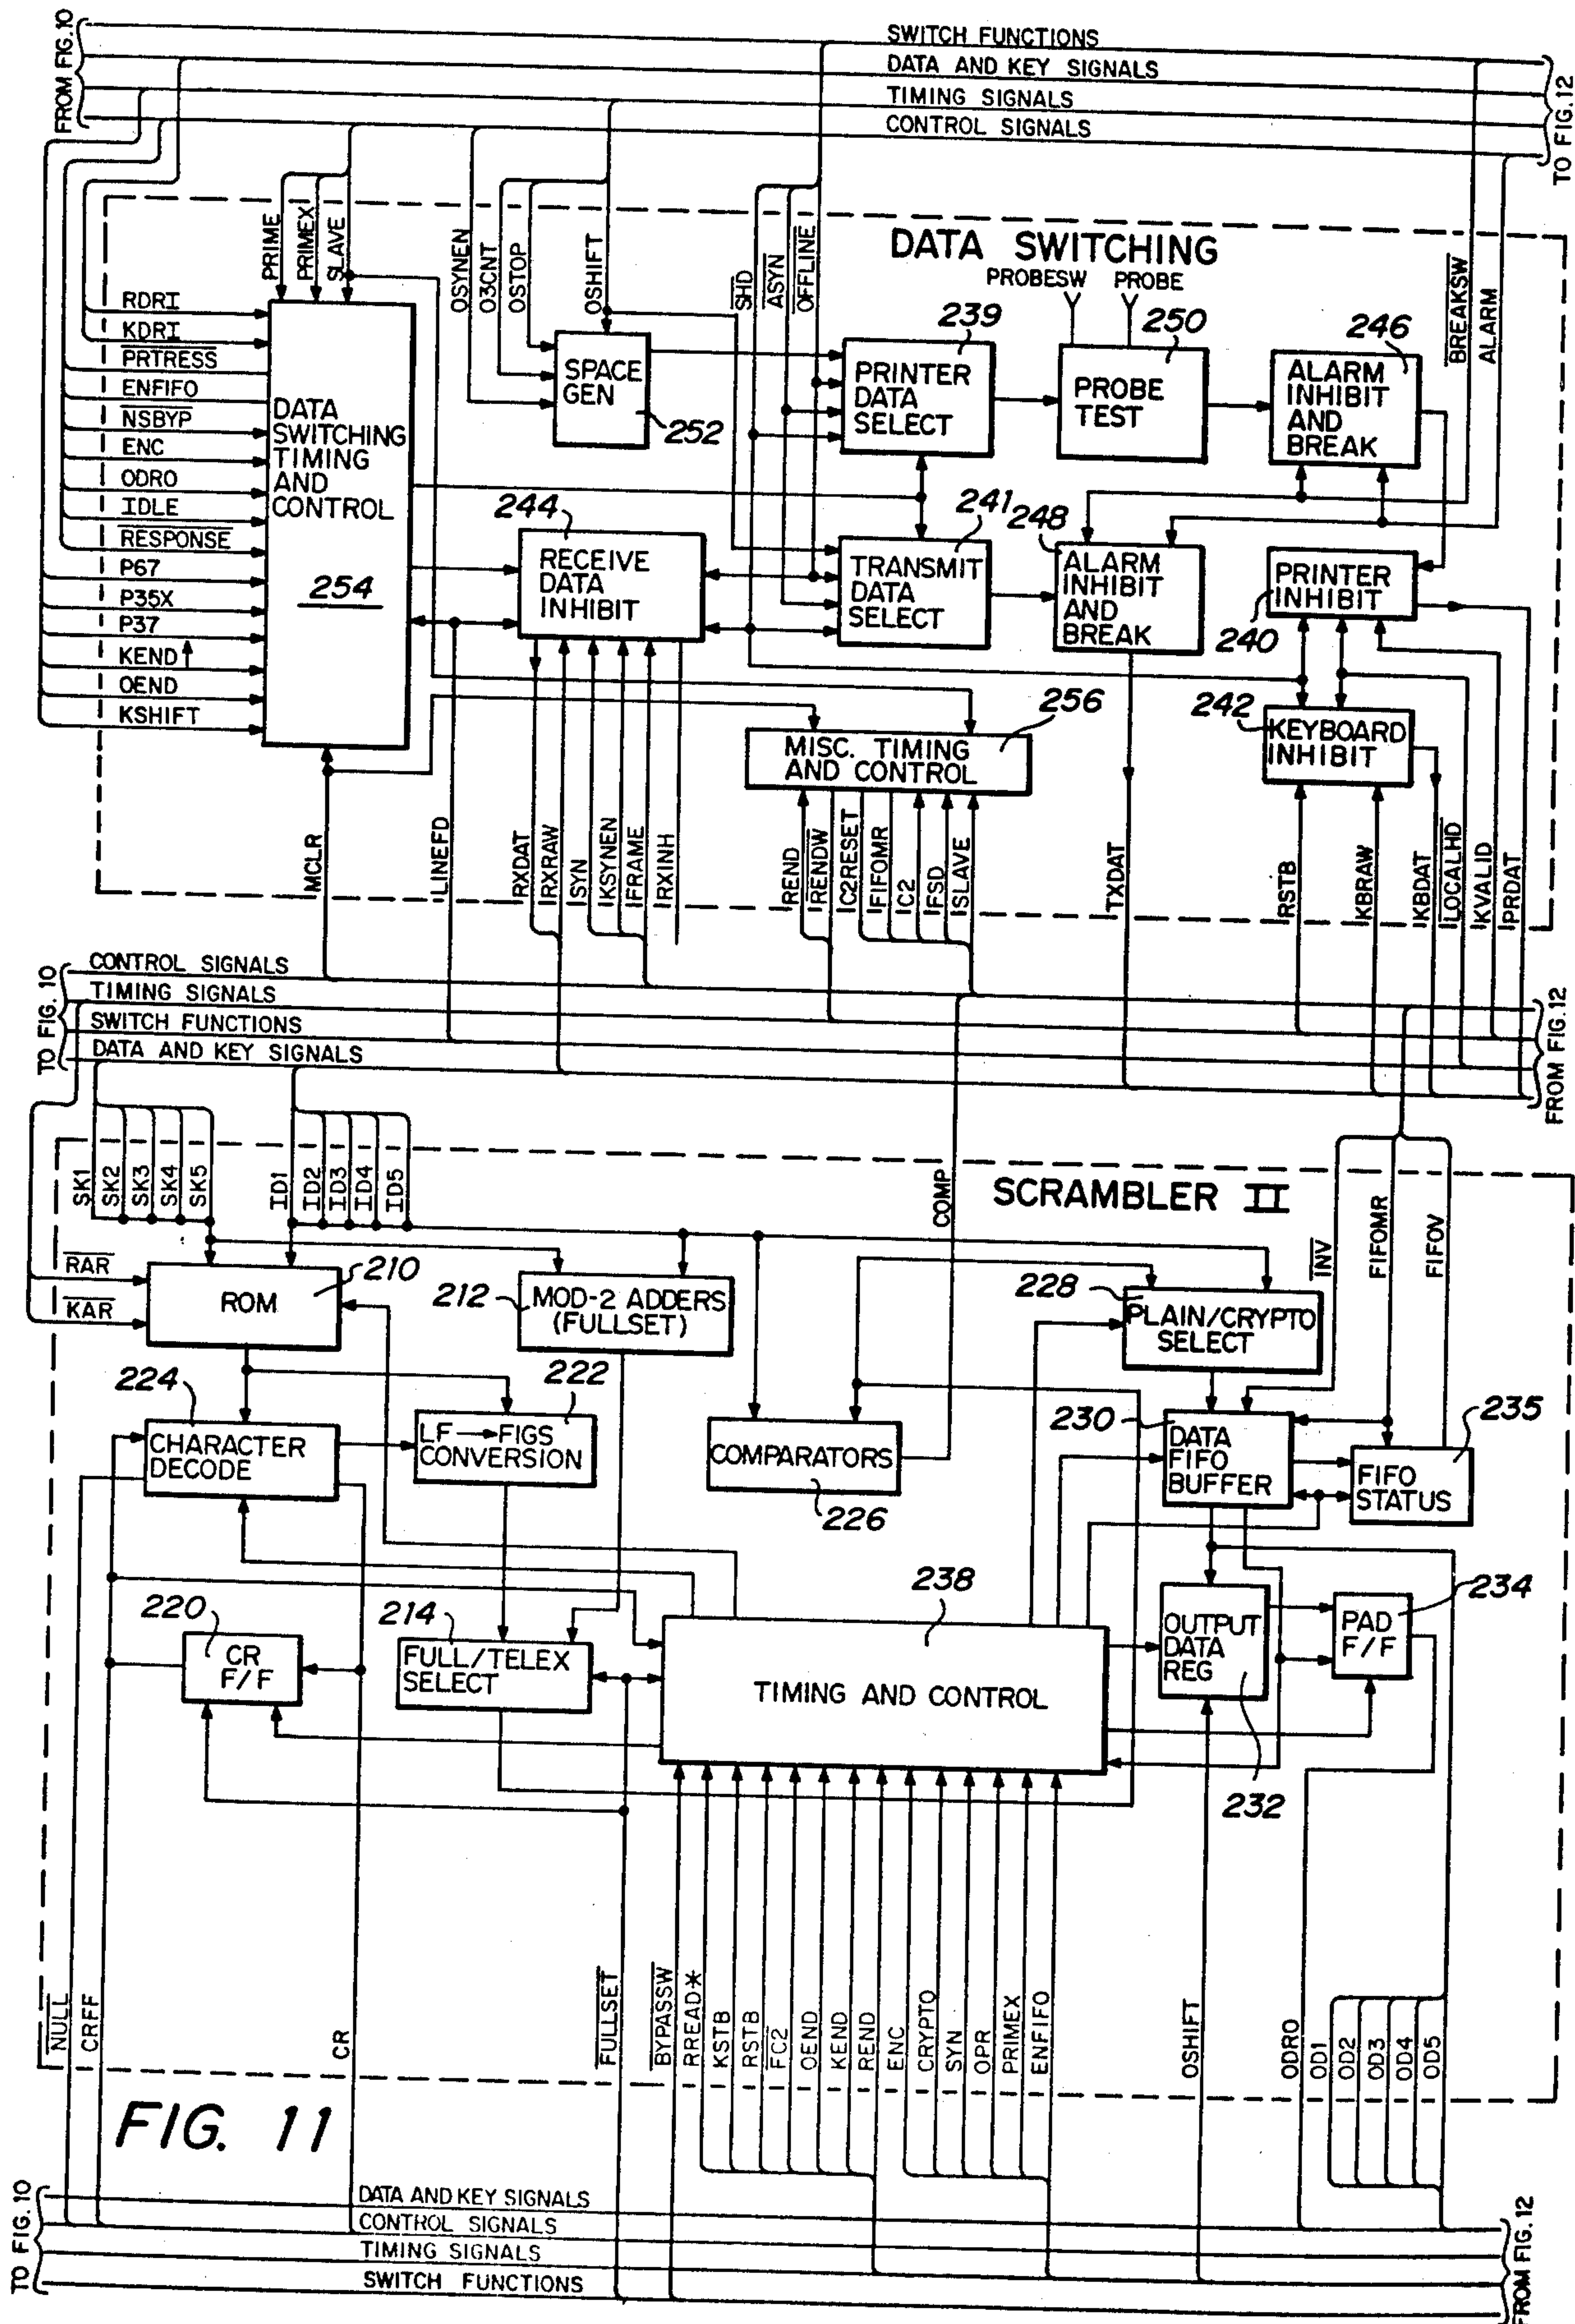 FROM FIG. 10
SWITCH FUNCTIONS
DATA AND KEY SIGNALS
TIMING SIGNALS
CONTROL SIGNALS
TO FIG. 12
PRIME
PRIMEX
SLAVE
OSYNEN
O3CNT
OSTOP
OSHIFT
SHD
ASYN
OFFLINE
DATA SWITCHING
PROBESW PROBE
BREAKSW
ALARM
RDRI
KDRI
PRTRESS
ENFIFO
NSBYP
ENC
ODRO
IDLE
RESPONSE
P67
P35X
P37
KEND
OEND
KSHIFT
DATA
SWITCHING
TIMING
AND
CONTROL
254
SPACE
GEN
252
239
PRINTER
DATA
SELECT
250
PROBE
TEST
246
ALARM
INHIBIT
AND
BREAK
244
RECEIVE
DATA
INHIBIT
241
TRANSMIT
DATA
SELECT
248
ALARM
INHIBIT
AND
BREAK
PRINTER
INHIBIT
240
256
MISC. TIMING
AND CONTROL
242
KEYBOARD
INHIBIT
MCLR
LINEFD
RXDAT
RXRAW
SYN
KSYNEN
FRAME
RXINH
REND
RENDW
C2RESET
FIFOMR
C2
FSD
SLAVE
TXDAT
RSTB
KBRAW
KBDAT
LOCALHD
KVALID
PRDAT
TO FIG. 10
CONTROL SIGNALS
TIMING SIGNALS
SWITCH FUNCTIONS
DATA AND KEY SIGNALS
FROM FIG. 12
SK1
SK2
SK3
SK4
SK5
ID1
ID2
ID3
ID4
ID5
COMP
SCRAMBLER II
INV
FIFOMR
FIFOV
RAR
KAR
ROM
210
212
MOD-2 ADDERS
(FULLSET)
228
PLAIN/CRYPTO
SELECT
224
CHARACTER
DECODE
222
LF→FIGS
CONVERSION
COMPARATORS
226
230
DATA
FIFO
BUFFER
235
FIFO
STATUS
220
CR
F/F
214
FULL/TELEX
SELECT
238
TIMING AND CONTROL
OUTPUT
DATA
REG
232
234
PAD
F/F
NULL
CRFF
CR
FULLSET
BYPASSW
RREAD*
KSTB
RSTB
FC2
OEND
KEND
REND
ENC
CRYPTO
SYN
OPR
PRIMEX
ENFIFO
OSHIFT
ODRO
OD1
OD2
OD3
OD4
OD5
FIG. 11
TO FIG. 10
DATA AND KEY SIGNALS
CONTROL SIGNALS
TIMING SIGNALS
SWITCH FUNCTIONS
FROM FIG. 12